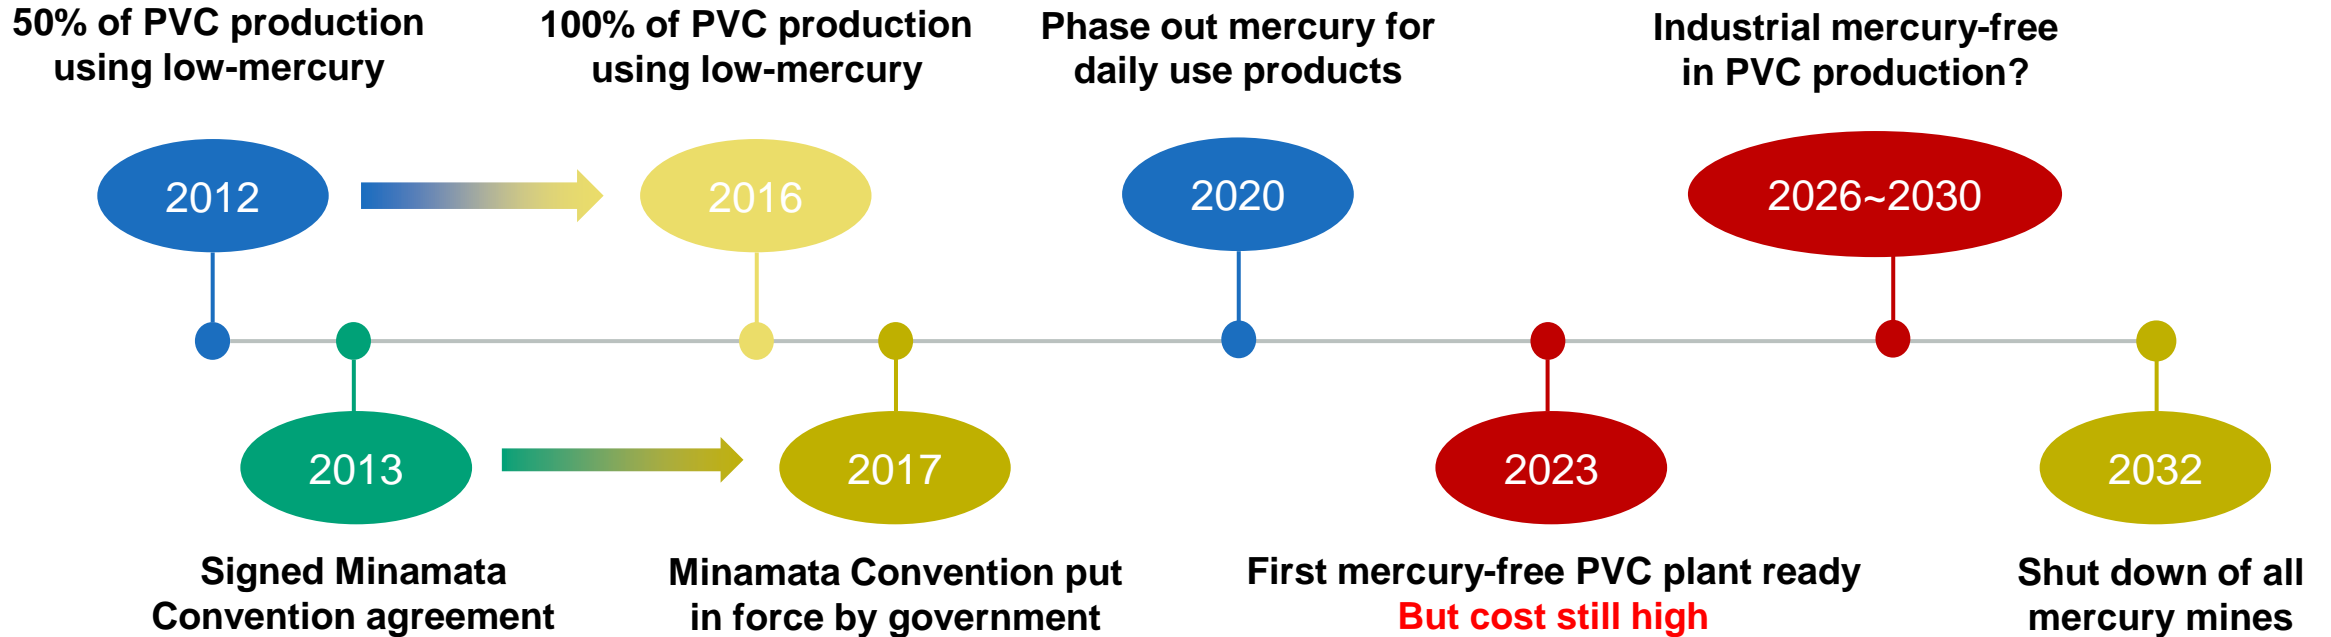 50% of PVC production
using low-mercury
100% of PVC production
using low-mercury
Phase out mercury for
daily use products
Industrial mercury-free
in PVC production?
2012
2016
2020
2026~2030
2013
2017
2023
2032
Signed Minamata
Convention agreement
Minamata Convention put
in force by government
First mercury-free PVC plant ready
But cost still high
Shut down of all
mercury mines